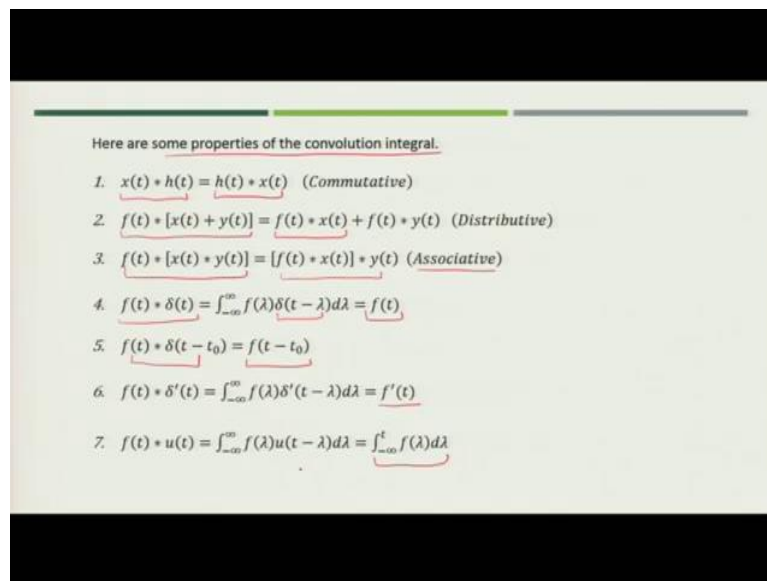 Here are some properties of the convolution integral.
1. x(t) * h(t) = h(t) * x(t) (Commutative)
2. f(t) * [x(t) + y(t)] = f(t) * x(t) + f(t) * y(t) (Distributive)
3. f(t) * [x(t) * y(t)] = [f(t) * x(t)] * y(t) (Associative)
4. f(t) * δ(t) = ∫_{-∞}^{∞} f(λ)δ(t − λ)dλ = f(t)
5. f(t) * δ(t − t₀) = f(t − t₀)
6. f(t) * δ′(t) = ∫_{-∞}^{∞} f(λ)δ′(t − λ)dλ = f′(t)
7. f(t) * u(t) = ∫_{-∞}^{∞} f(λ)u(t − λ)dλ = ∫_{-∞}^{t} f(λ)dλ